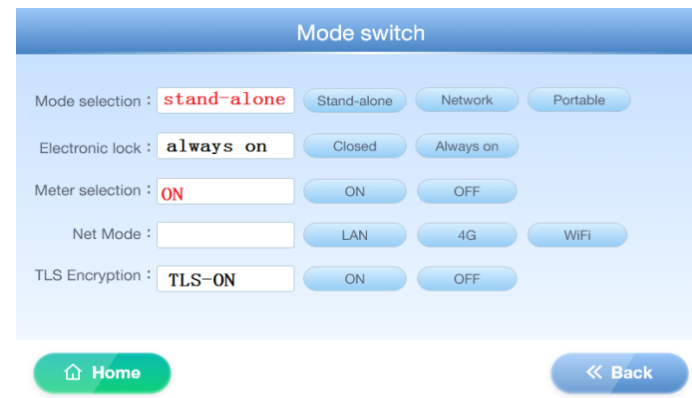 Mode switch
Mode selection： stand-alone Stand-alone Network Portable
Electronic lock： always on Closed Always on
Meter selection： ON ON OFF
Net Mode： LAN 4G WiFi
TLS Encryption： TLS-ON ON OFF
Home Back